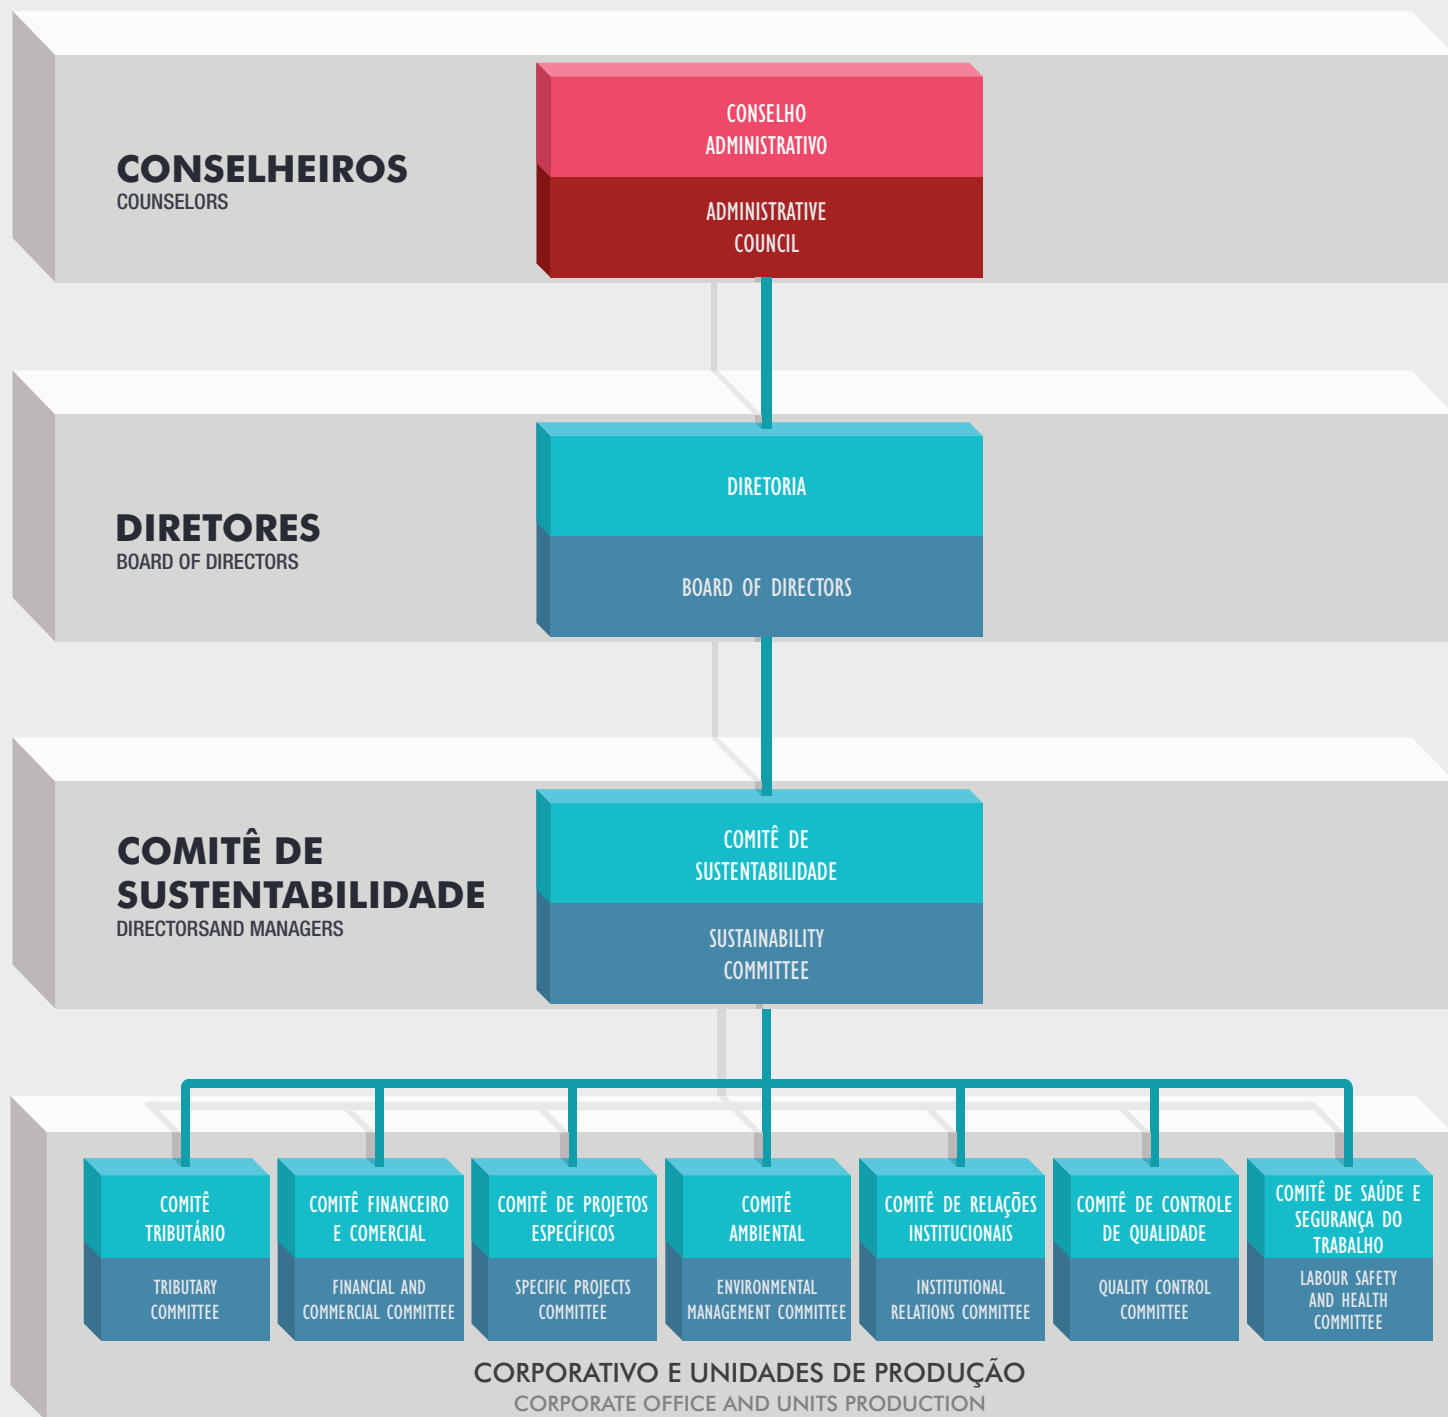 CONSELHEIROS
COUNSELORS
CONSELHO
ADMINISTRATIVO
ADMINISTRATIVE
COUNCIL
DIRETORES
BOARD OF DIRECTORS
DIRETORIA
BOARD OF DIRECTORS
COMITÊ DE
SUSTENTABILIDADE
DIRECTORSAND MANAGERS
COMITÊ DE
SUSTENTABILIDADE
SUSTAINABILITY
COMMITTEE
COMITÊ
TRIBUTÁRIO
TRIBUTARY
COMMITTEE
COMITÊ FINANCEIRO
E COMERCIAL
FINANCIAL AND
COMMERCIAL COMMITTEE
COMITÊ DE PROJETOS
ESPECÍFICOS
SPECIFIC PROJECTS
COMMITTEE
COMITÊ
AMBIENTAL
ENVIRONMENTAL
MANAGEMENT COMMITTEE
COMITÊ DE RELAÇÕES
INSTITUCIONAIS
INSTITUTIONAL
RELATIONS COMMITTEE
COMITÊ DE CONTROLE
DE QUALIDADE
QUALITY CONTROL
COMMITTEE
COMITÊ DE SAÚDE E
SEGURANÇA DO
TRABALHO
LABOUR SAFETY
AND HEALTH
COMMITTEE
CORPORATIVO E UNIDADES DE PRODUÇÃO
CORPORATE OFFICE AND UNITS PRODUCTION